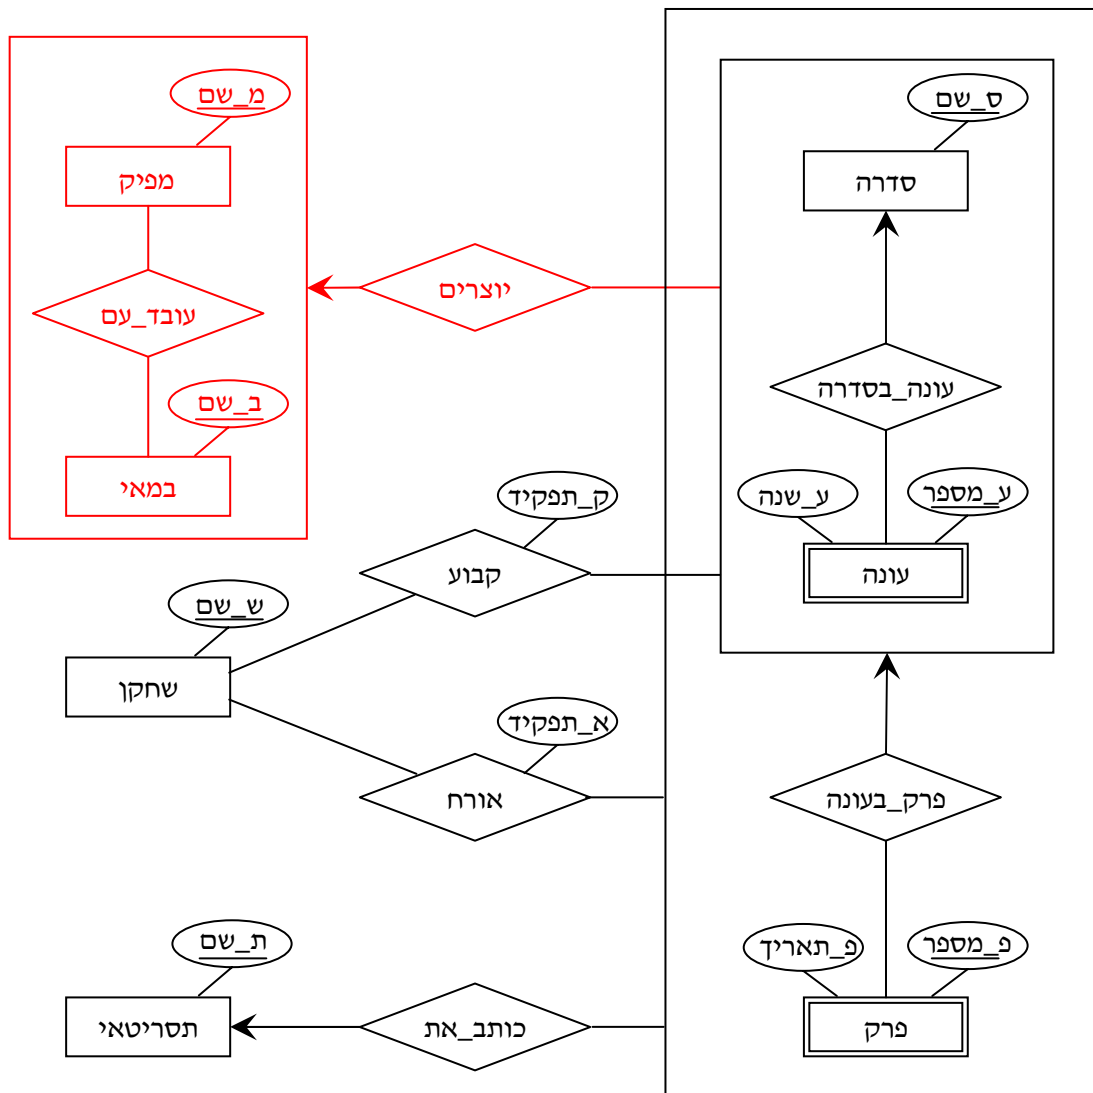 מ_שם
ס_שם
מפיק
סדרה
יוצרים
עובד_עם
עונה_בסדרה
ב_שם
במאי
ק_תפקיד
ע_שנה
ע_מספר
קבוע
עונה
ש_שם
שחקן
א_תפקיד
אורח
פרק_בעונה
ת_שם
פ_תאריך
פ_מספר
תסריטאי
כותב_את
פרק